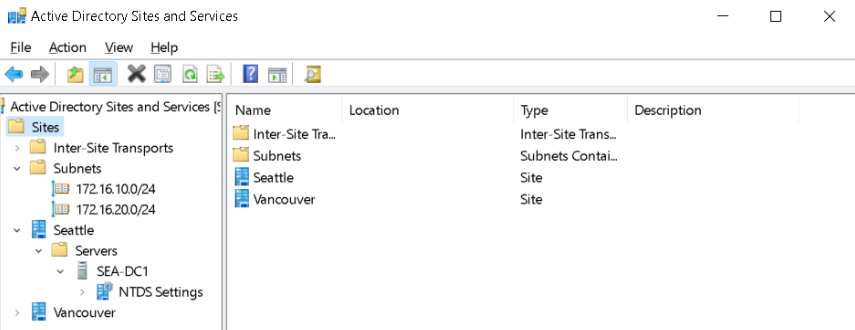 Active Directory Sites and Services
File Action View Help
Active Directory Sites and Services [S
Sites
Inter-Site Transports
Subnets
172.16.10.0/24
172.16.20.0/24
Seattle
Servers
SEA-DC1
NTDS Settings
Vancouver
Name Location Type Description
Inter-Site Tra... Inter-Site Trans...
Subnets Subnets Contai...
Seattle Site
Vancouver Site